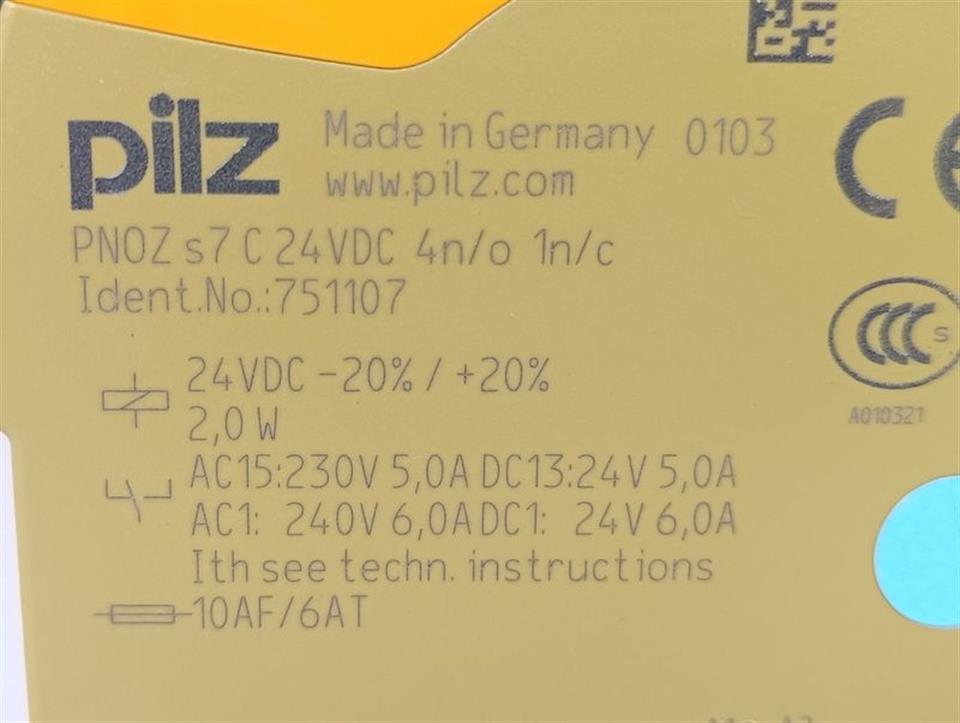 pilz
Made in Germany 0103
www.pilz.com
PNOZ s7 C 24VDC 4n/o 1n/c
Ident.No.:751107
24VDC -20% / +20%
2,0 W
AC15:230V 5,0A DC13:24V 5,0A
AC1: 240V 6,0A DC1: 24V 6,0A
Ith see techn. instructions
10AF/6AT
CE
CCC S
A010321